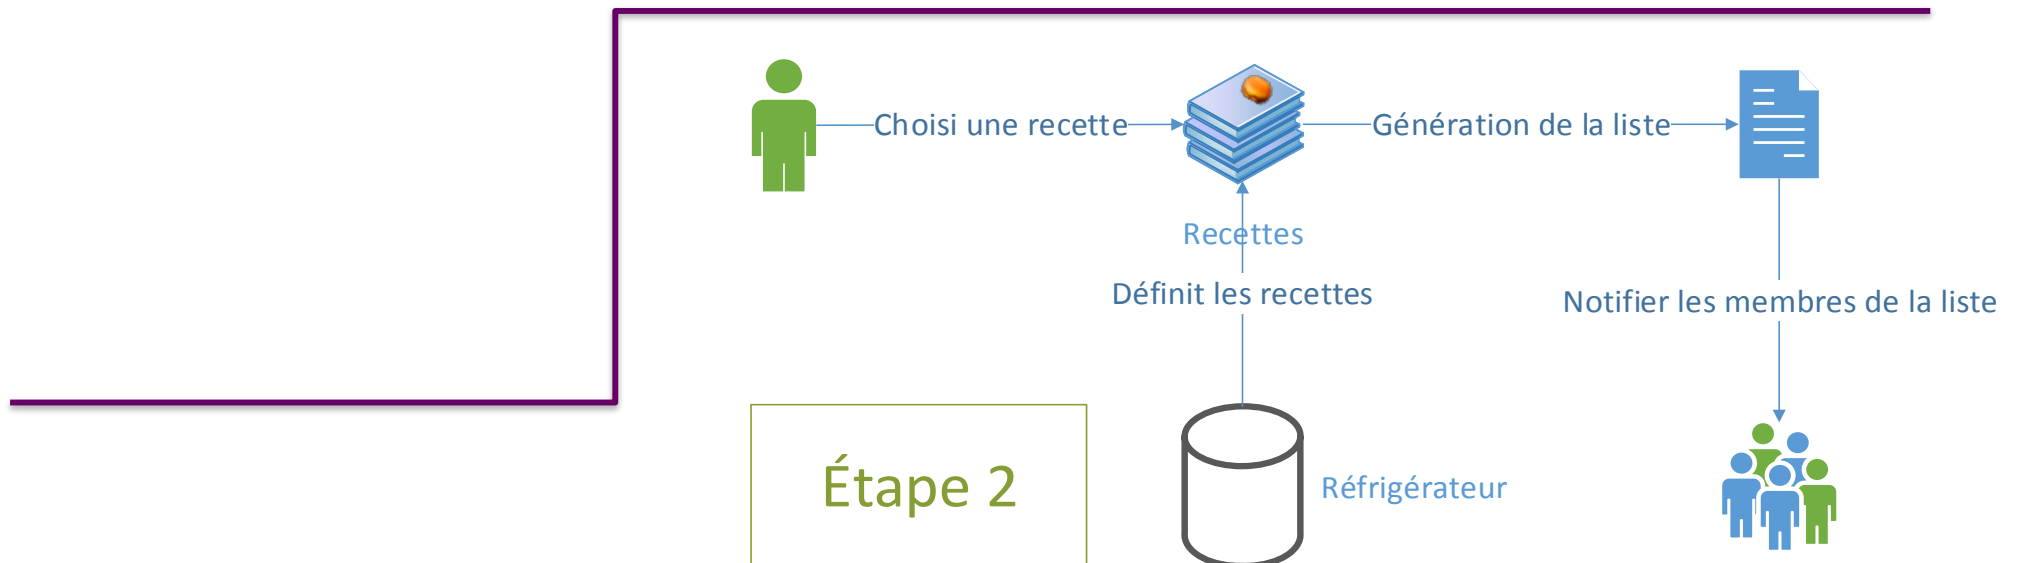 Choisi une recette
Génération de la liste
Recettes
Définit les recettes
Notifier les membres de la liste
Étape 2
Réfrigérateur